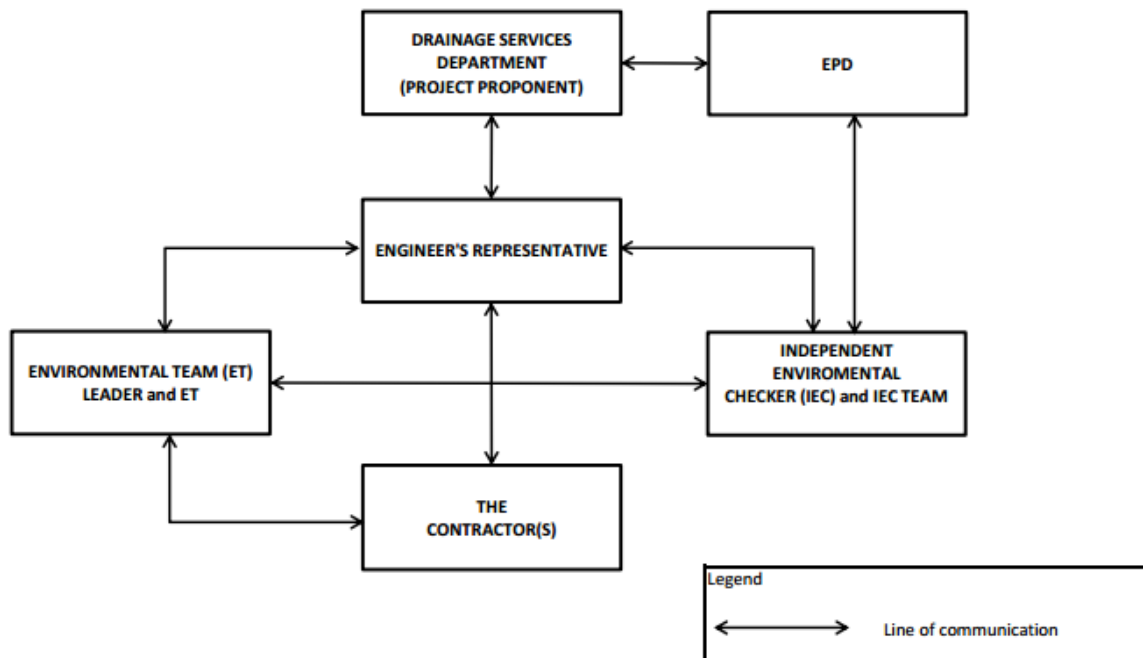 DRAINAGE SERVICES
DEPARTMENT
(PROJECT PROPONENT)
EPD
ENGINEER'S REPRESENTATIVE
ENVIRONMENTAL TEAM (ET)
LEADER and ET
INDEPENDENT
ENVIROMENTAL
CHECKER (IEC) and IEC TEAM
THE
CONTRACTOR(S)
Legend
Line of communication